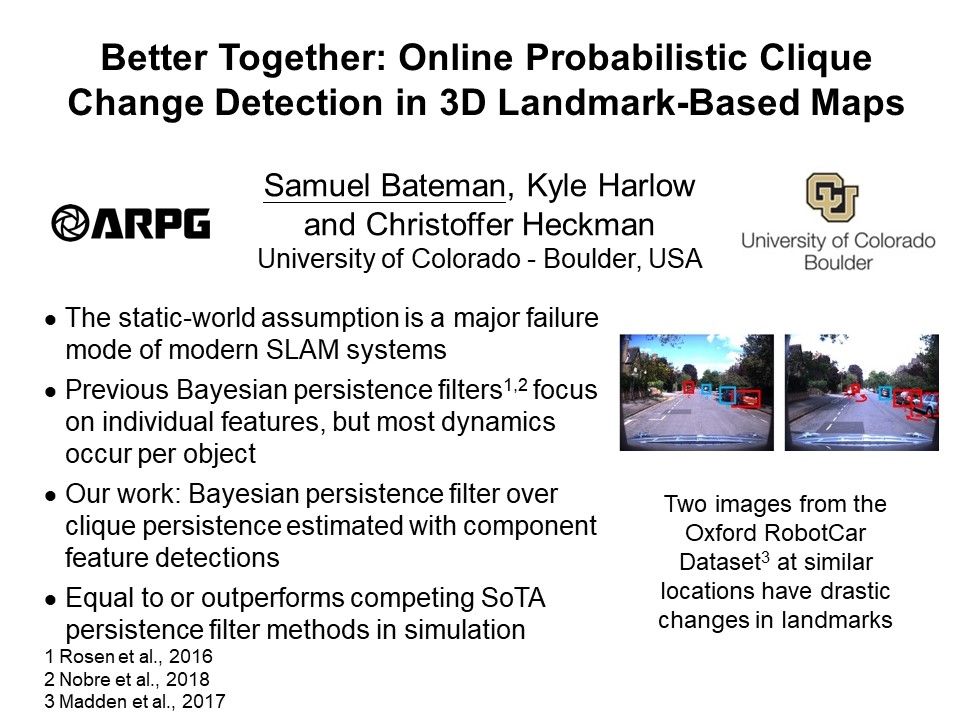 Better Together: Online Probabilistic Clique
Change Detection in 3D Landmark-Based Maps
Samuel Bateman, Kyle Harlow
and Christoffer Heckman
University of Colorado - Boulder, USA
ARPG
CU
University of Colorado
Boulder
• The static-world assumption is a major failure
mode of modern SLAM systems
• Previous Bayesian persistence filters1,2 focus
on individual features, but most dynamics
occur per object
• Our work: Bayesian persistence filter over
clique persistence estimated with component
feature detections
• Equal to or outperforms competing SoTA
persistence filter methods in simulation
1 Rosen et al., 2016
2 Nobre et al., 2018
3 Madden et al., 2017
Two images from the
Oxford RobotCar
Dataset3 at similar
locations have drastic
changes in landmarks